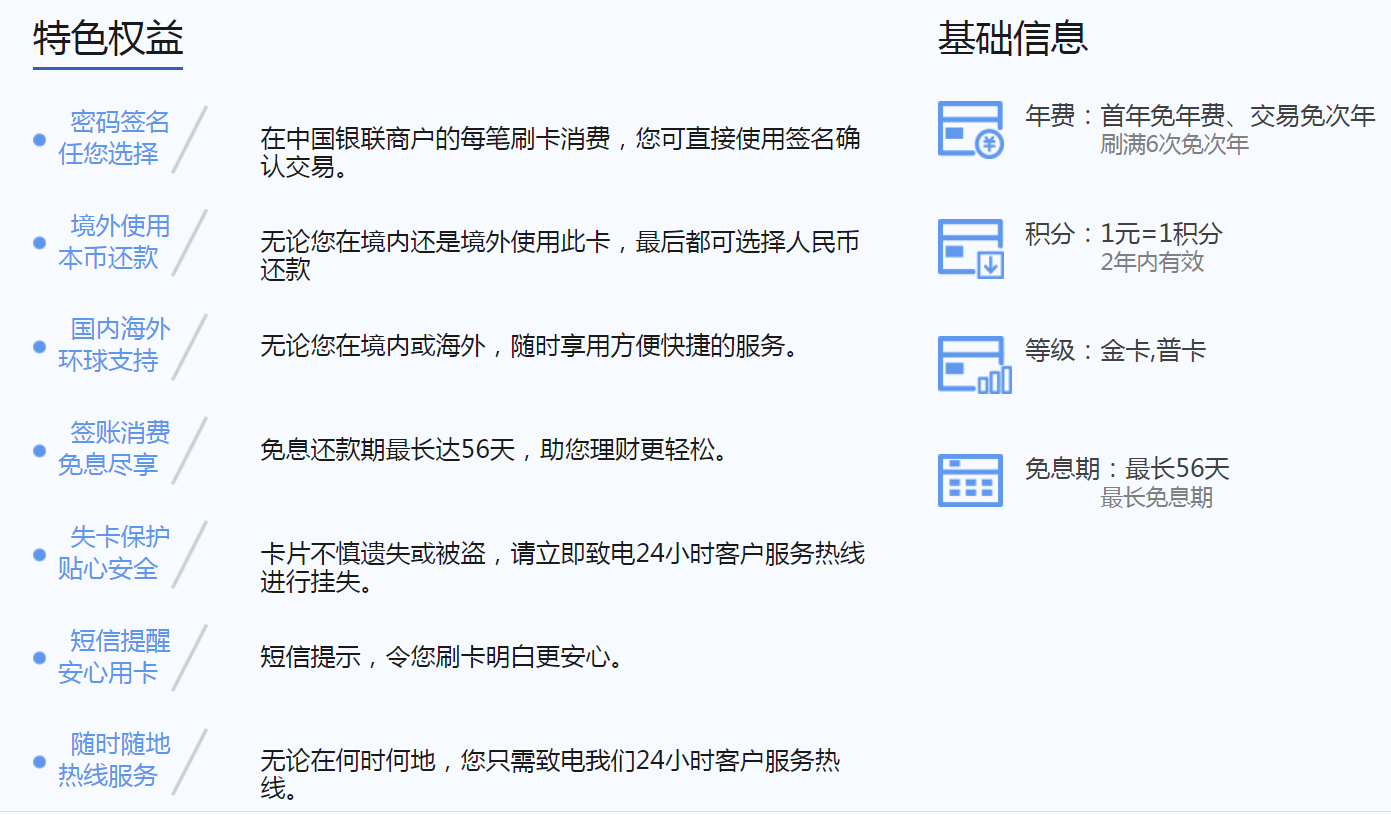 特色权益
密码签名
任您选择
在中国银联商户的每笔刷卡消费，您可直接使用签名确
认交易。
境外使用
本币还款
无论您在境内还是境外使用此卡，最后都可选择人民币
还款
国内海外
环球支持
无论您在境内或海外，随时享用方便快捷的服务。
签账消费
免息尽享
免息还款期最长达56天，助您理财更轻松。
失卡保护
贴心安全
卡片不慎遗失或被盗，请立即致电24小时客户服务热线
进行挂失。
短信提醒
安心用卡
短信提示，令您刷卡明白更安心。
随时随地
热线服务
无论在何时何地，您只需致电我们24小时客户服务热
线。
基础信息
年费：首年免年费、交易免次年
刷满6次免次年
积分：1元=1积分
2年内有效
等级：金卡,普卡
免息期：最长56天
最长免息期